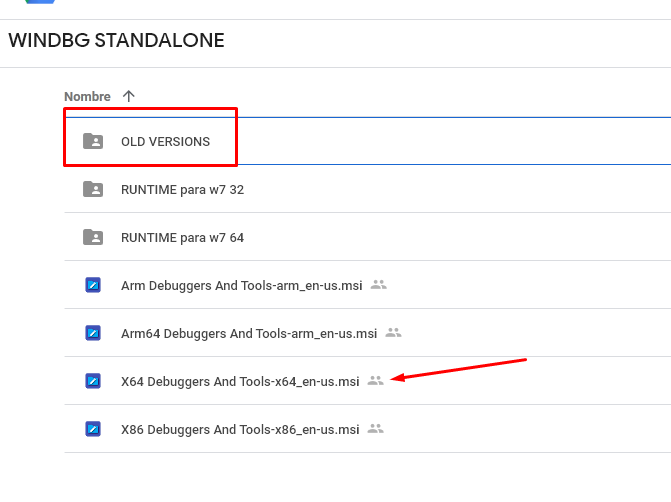 WINDBG STANDALONE
Nombre
OLD VERSIONS
RUNTIME para w7 32
RUNTIME para w7 64
Arm Debuggers And Tools-arm_en-us.msi
Arm64 Debuggers And Tools-arm_en-us.msi
X64 Debuggers And Tools-x64_en-us.msi
X86 Debuggers And Tools-x86_en-us.msi